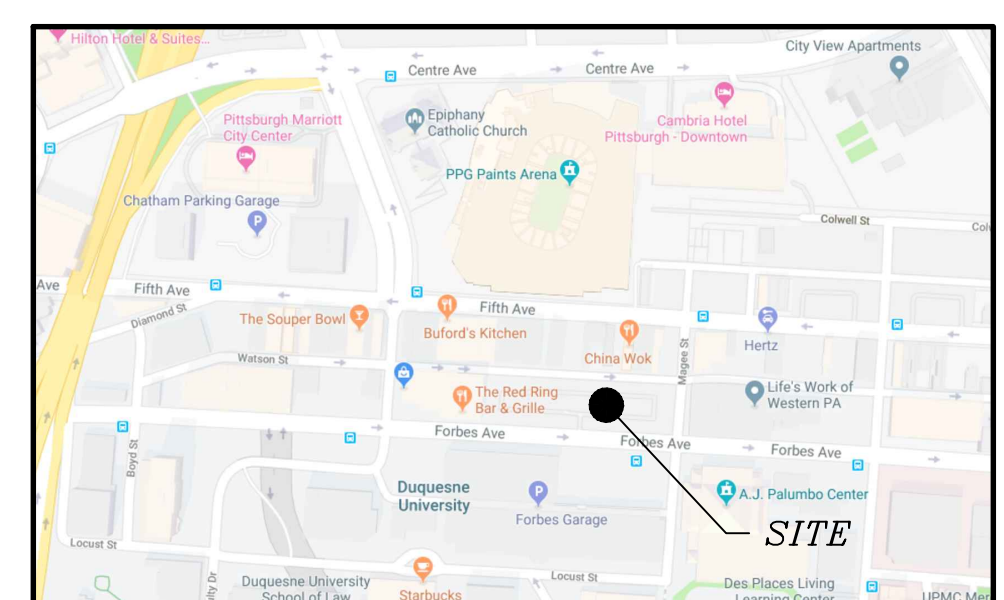 Hilton Hotel & Suites...
City View Apartments
Centre Ave
Centre Ave
Pittsburgh Marriott
City Center
Epiphany
Catholic Church
Cambria Hotel
Pittsburgh - Downtown
PPG Paints Arena
Chatham Parking Garage
P
Colwell St
Ave
Fifth Ave
Diamond St
Fifth Ave
The Souper Bowl
Buford's Kitchen
China Wok
Magee St
Hertz
Watson St
The Red Ring
Bar & Grille
Life's Work of
Western PA
Forbes Ave
Forbes Ave
Forbes Ave
Boyd St
Duquesne
University
P
Forbes Garage
A.J. Palumbo Center
SITE
Locust St
Locust St
Duquesne University
School of Law
Starbucks
Des Places Living
Learning Center